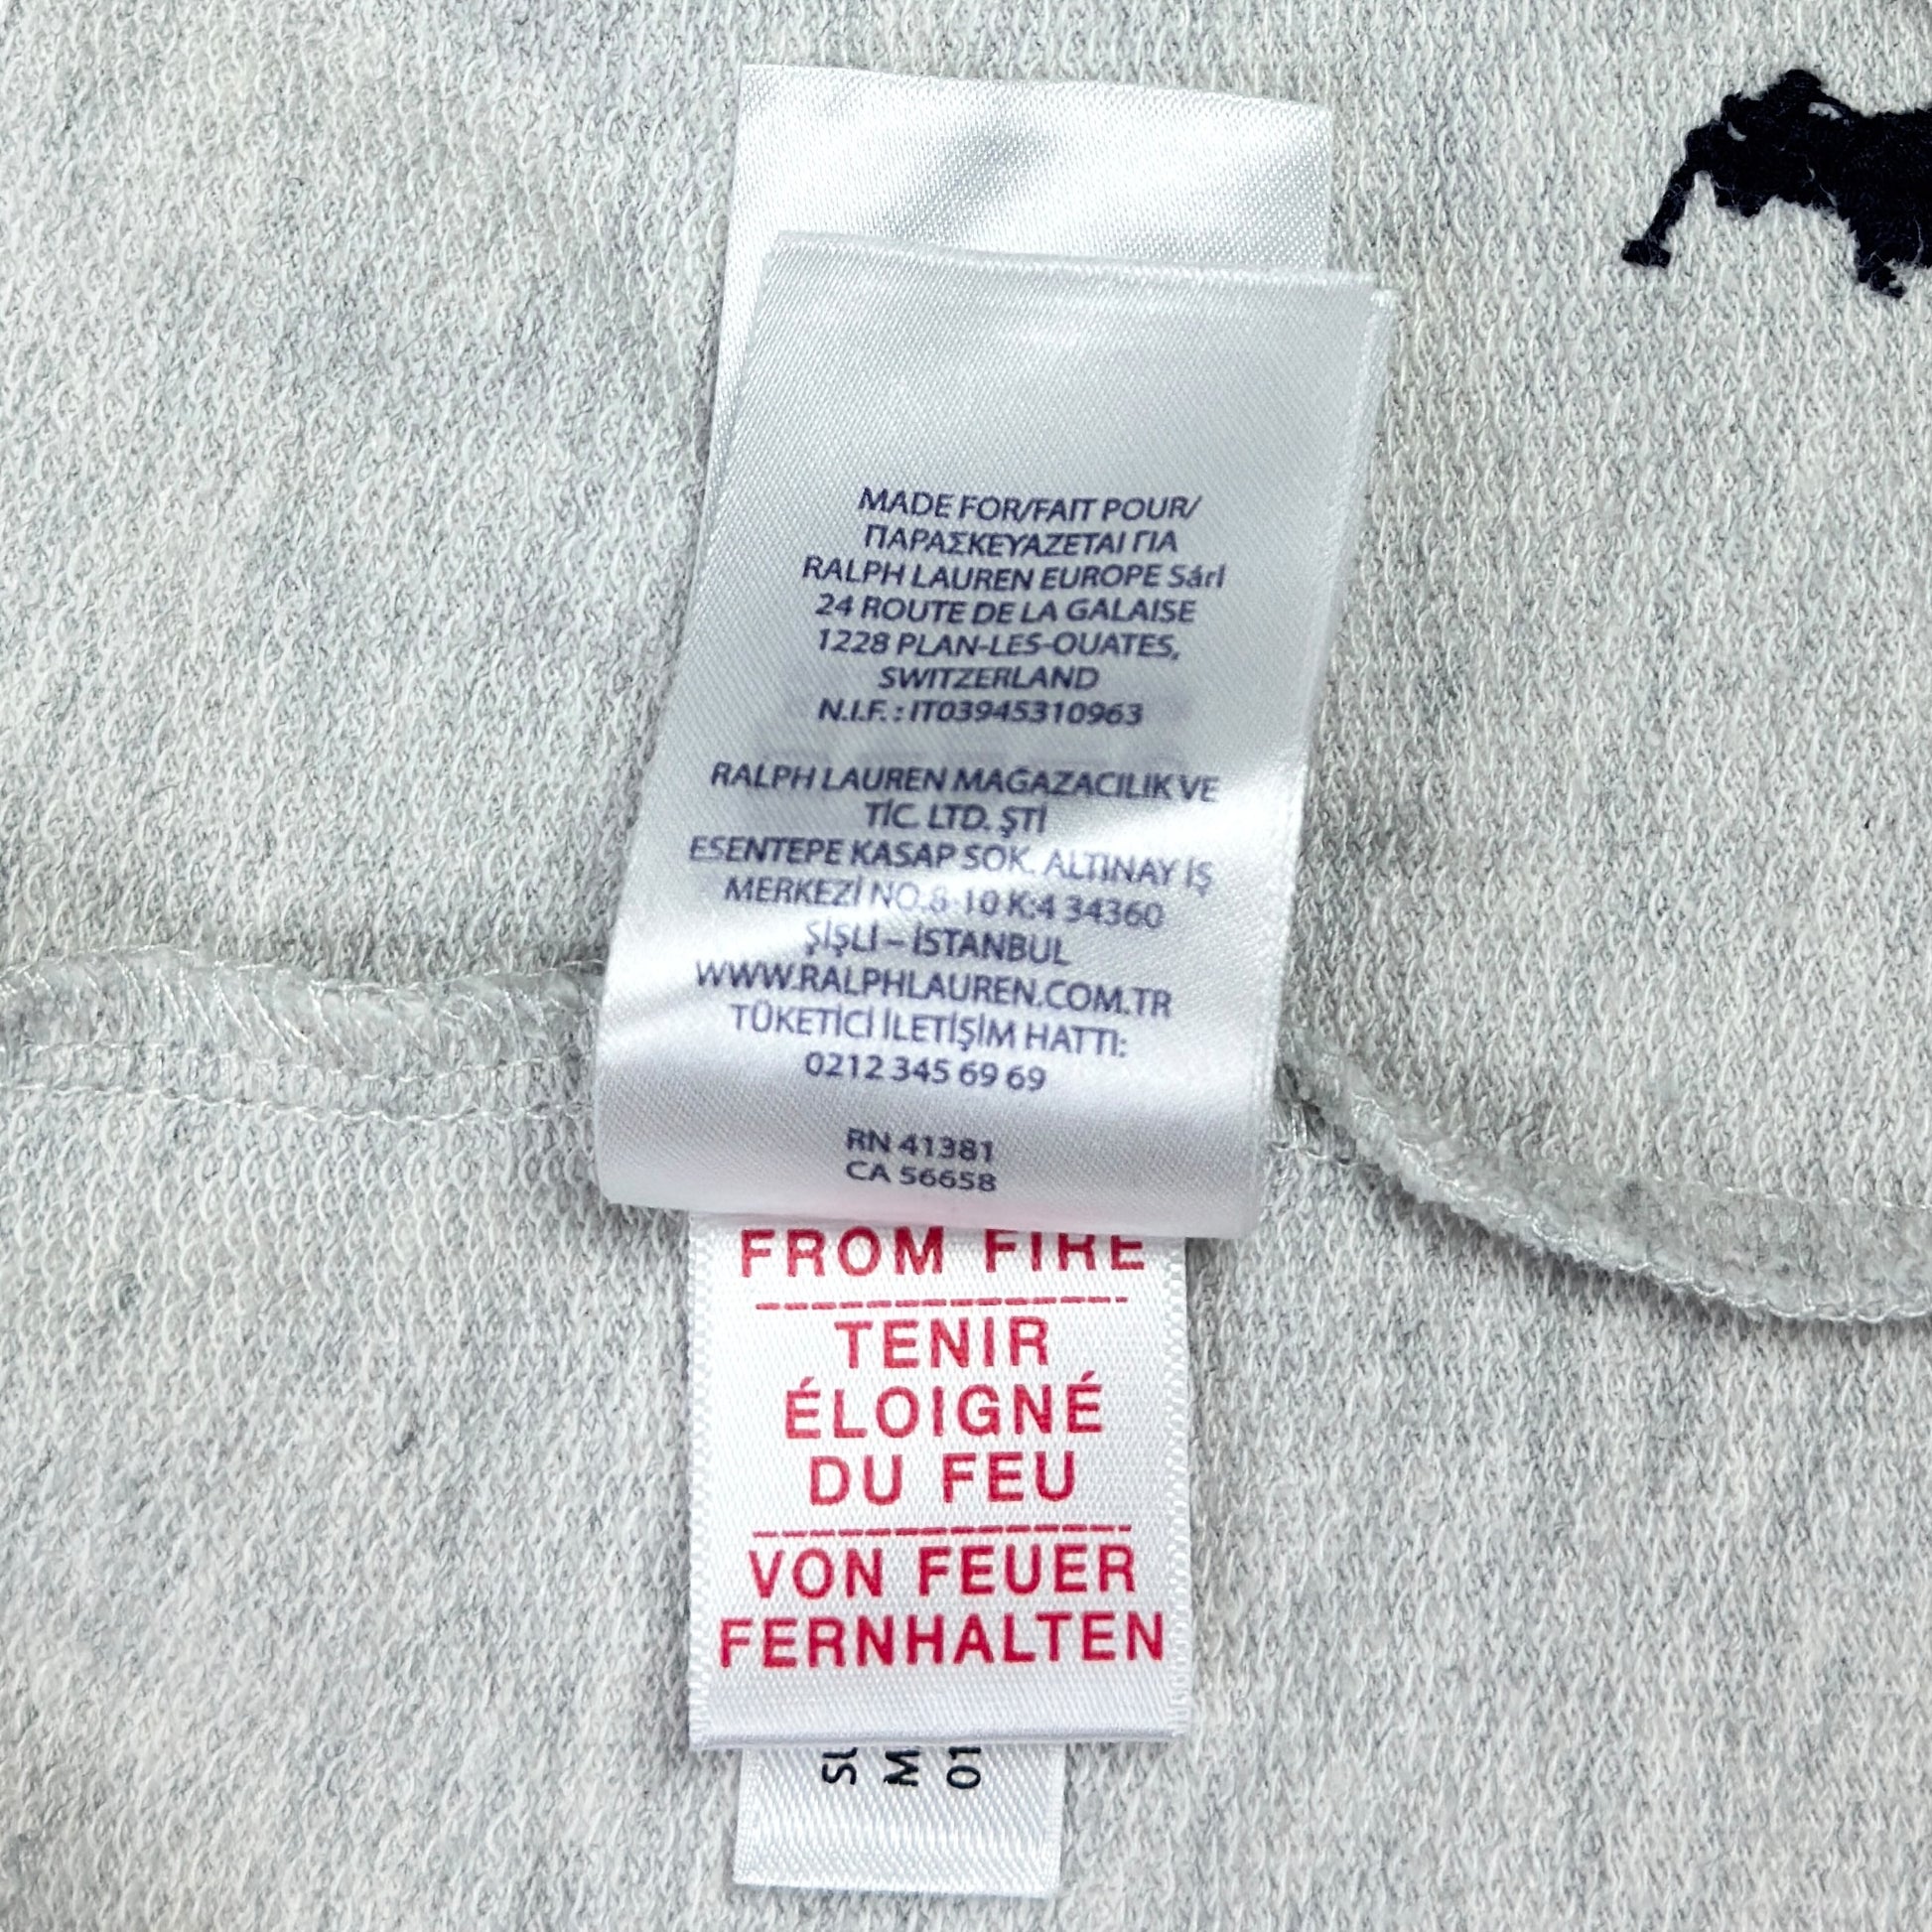 MADE FOR/FAIT POUR/
ΠΑΡΑΣΚΕΥΑΖΕΤΑΙ ΓΙΑ
RALPH LAUREN EUROPE Sárl
24 ROUTE DE LA GALAISE
1228 PLAN-LES-OUATES,
SWITZERLAND
N.I.F. : IT03945310963
RALPH LAUREN MAĞAZACILIK VE
TİC. LTD. ŞTİ
ESENTEPE KASAP SOK. ALTINAY İŞ
MERKEZİ NO.8-10 K:4 34360
ŞİŞLİ – İSTANBUL
WWW.RALPHLAUREN.COM.TR
TÜKETİCİ İLETİŞİM HATTI:
0212 345 69 69
RN 41381
CA 56658
FROM FIRE
TENIR
ÉLOIGNÉ
DU FEU
VON FEUER
FERNHALTEN